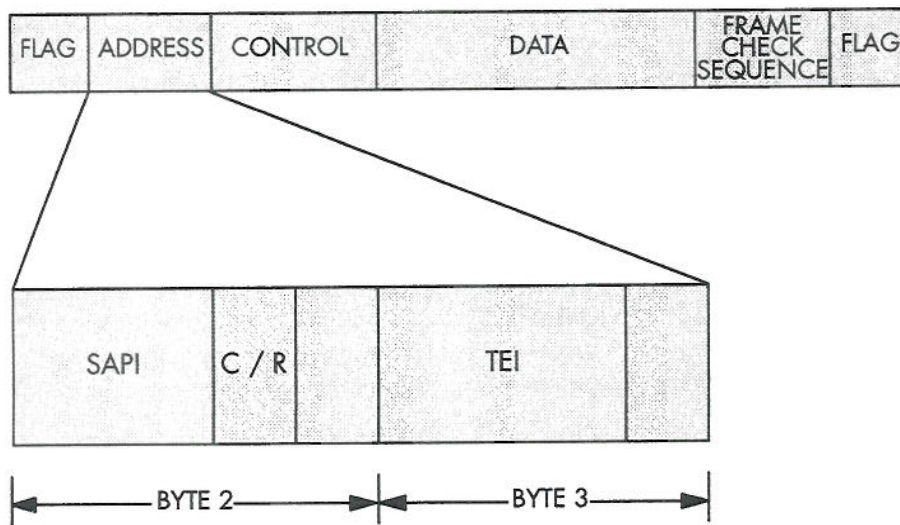 FLAG ADDRESS CONTROL DATA FRAME CHECK SEQUENCE FLAG
SAPI C / R TEI
BYTE 2 BYTE 3